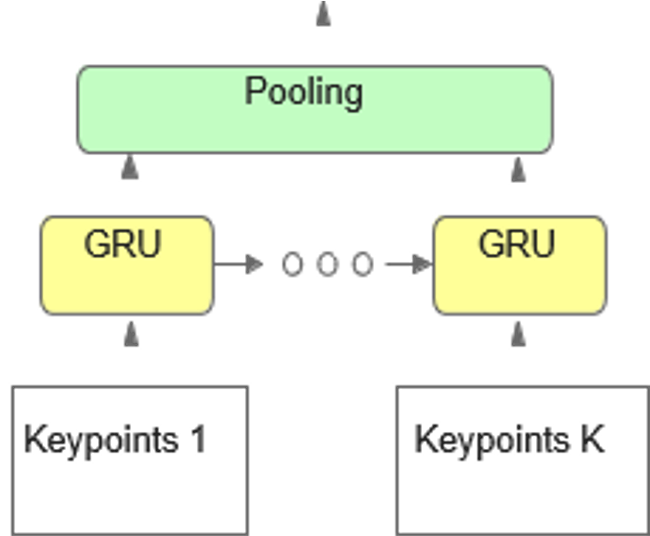 Pooling
GRU
GRU
Keypoints 1
Keypoints K